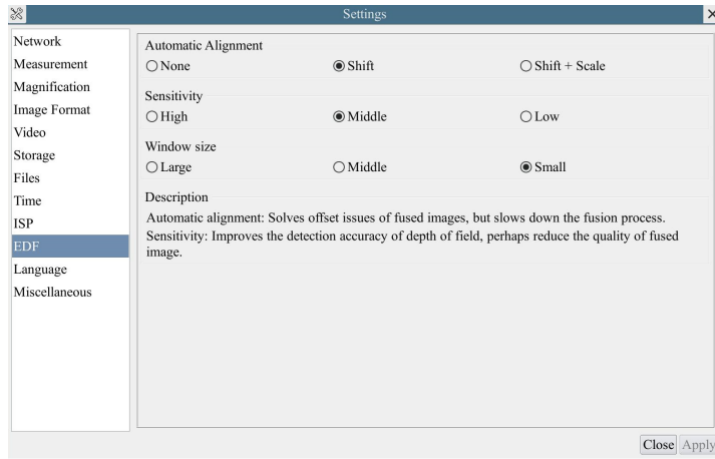 Settings
Network
Measurement
Magnification
Image Format
Video
Storage
Files
Time
ISP
EDF
Language
Miscellaneous
Automatic Alignment
None Shift Shift + Scale
Sensitivity
High Middle Low
Window size
Large Middle Small
Description
Automatic alignment: Solves offset issues of fused images, but slows down the fusion process.
Sensitivity: Improves the detection accuracy of depth of field, perhaps reduce the quality of fused
image.
Close Apply